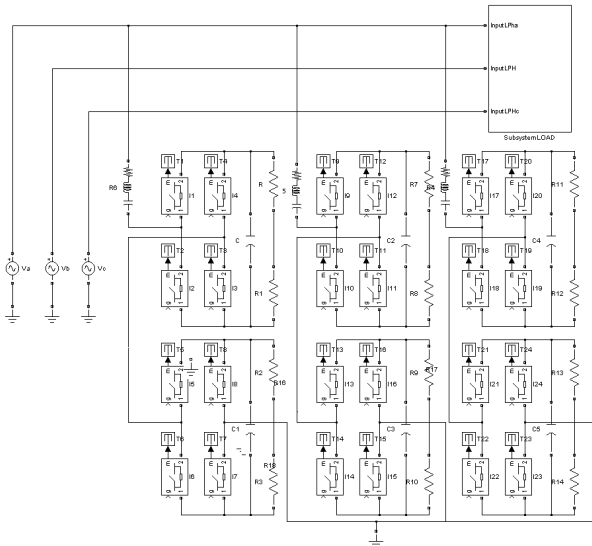 InputLPha
InputLPH
InputLPHc
Subsystem LOAD
T1 T4 R
R6
I1 I4
C
T2 T3
I2 I3 R1
T5 T8 R2
R16
I5 I8
C1
T6 T7 R18
R3
I6 I7
T9 T12 R7
5
I9 I12
C2
T10 T11
I10 I11 R8
T13 T16 R9
R17
I13 I16
C3
T14 T15
I14 I15 R10
T17 T20 R11
I17 I20
C4
T18 T19
I18 I19 R12
T21 T24 R13
I21 I24
C5
T22 T23
I22 I23 R14
Va Vb Vc